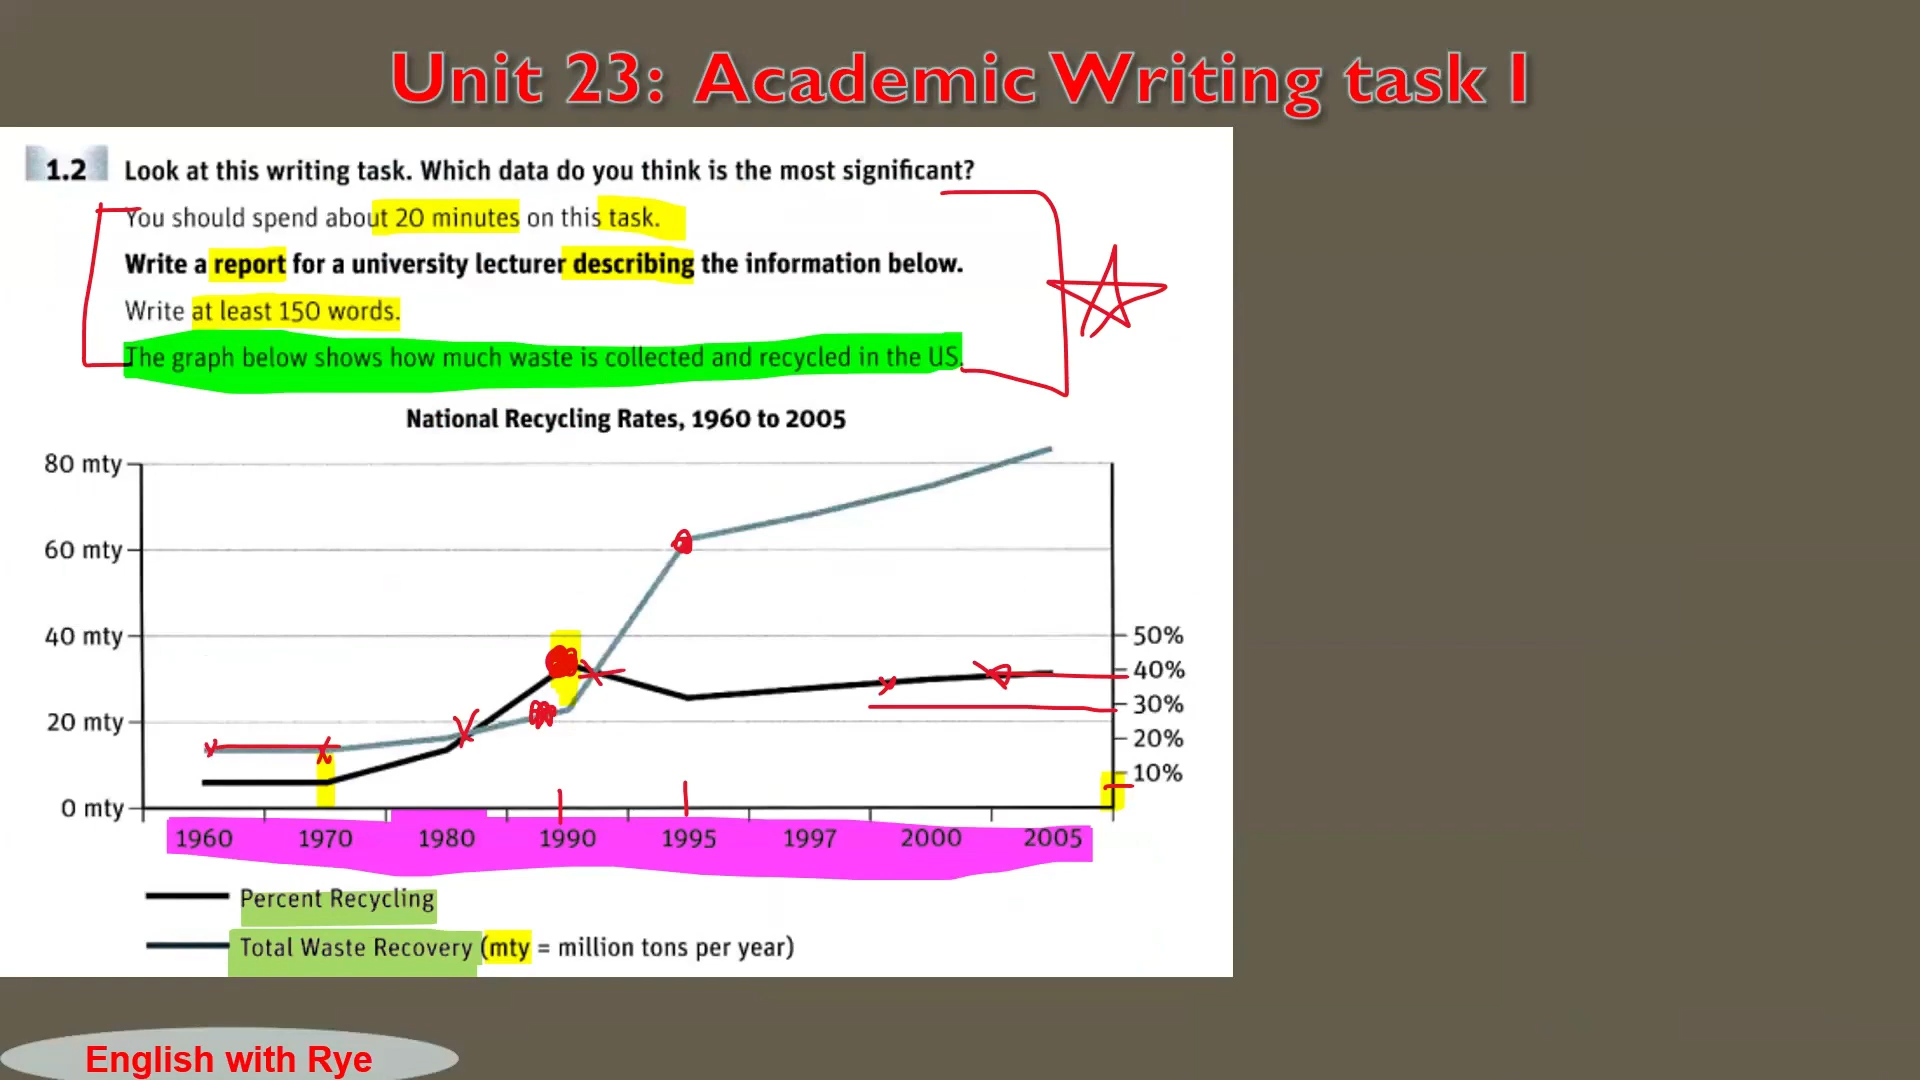 Unit 23: Academic Writing task 1
1.2 Look at this writing task. Which data do you think is the most significant?
You should spend about 20 minutes on this task.
Write a report for a university lecturer describing the information below.
Write at least 150 words.
The graph below shows how much waste is collected and recycled in the US.
National Recycling Rates, 1960 to 2005
80 mty
60 mty
40 mty 50%
40%
30%
20 mty
20%
10%
0 mty
1960 1970 1980 1990 1995 1997 2000 2005
Percent Recycling
Total Waste Recovery (mty = million tons per year)
English with Rye